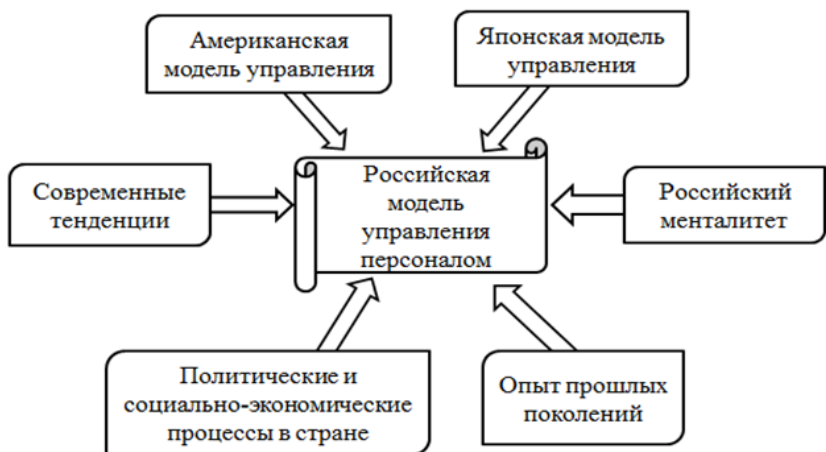 Американская
модель управления
Японская модель
управления
Современные
тенденции
Российская
модель
управления
персоналом
Российский
менталитет
Политические и
социально-экономические
процессы в стране
Опыт прошлых
поколений